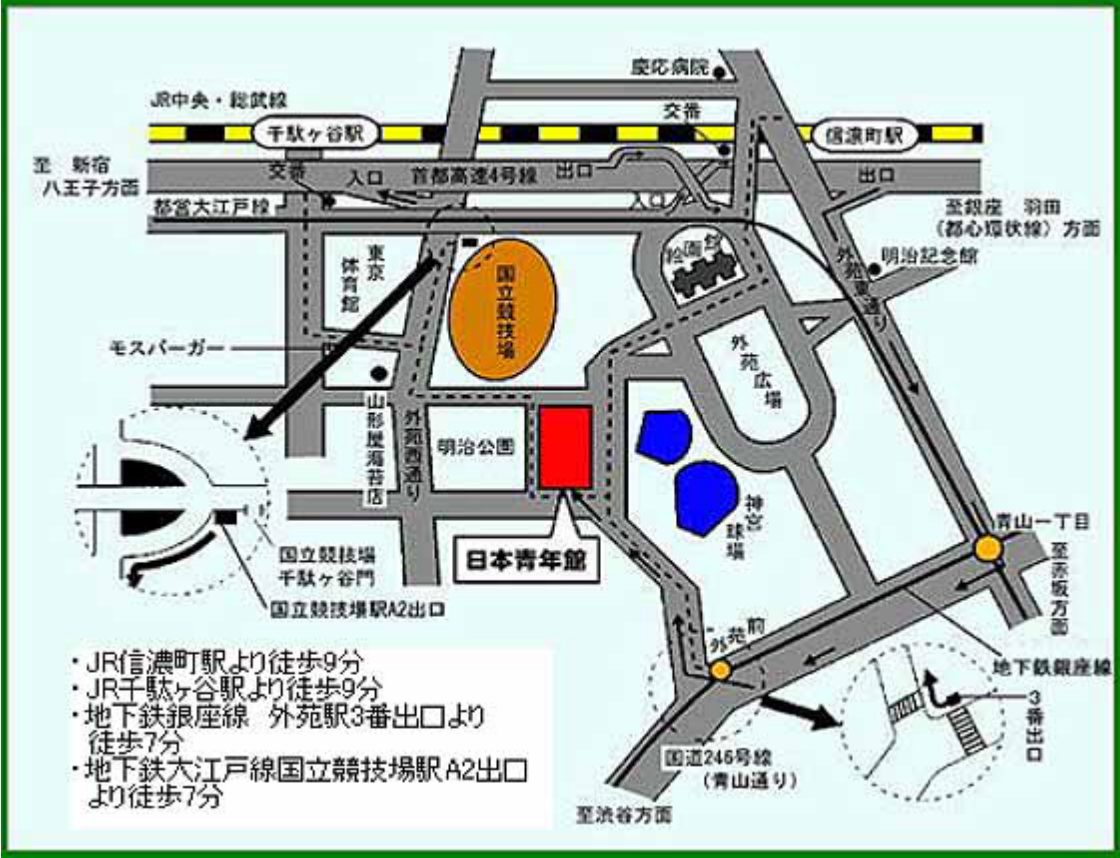 慶応病院
JR中央・総武線
交番
千駄ヶ谷駅
信濃町駅
至 新宿
八王子方面
交番
入口
首都高速4号線
出口
出口
都営大江戸線
至銀座 羽田
(都心環状線)方面
絵画館
明治記念館
外苑東通り
東京
体育館
国立競技場
外苑広場
モスバーガー
山形屋海苔店
外苑西通り
明治公園
神宮
球場
青山一丁目
日本青年館
国立競技場
千駄ヶ谷門
至赤坂方面
国立競技場駅A2出口
外苑前
地下鉄銀座線
3番出口
国道246号線
(青山通り)
至渋谷方面
・JR信濃町駅より徒歩9分
・JR千駄ヶ谷駅より徒歩9分
・地下鉄銀座線 外苑駅3番出口より
徒歩7分
・地下鉄大江戸線国立競技場駅A2出口
より徒歩7分